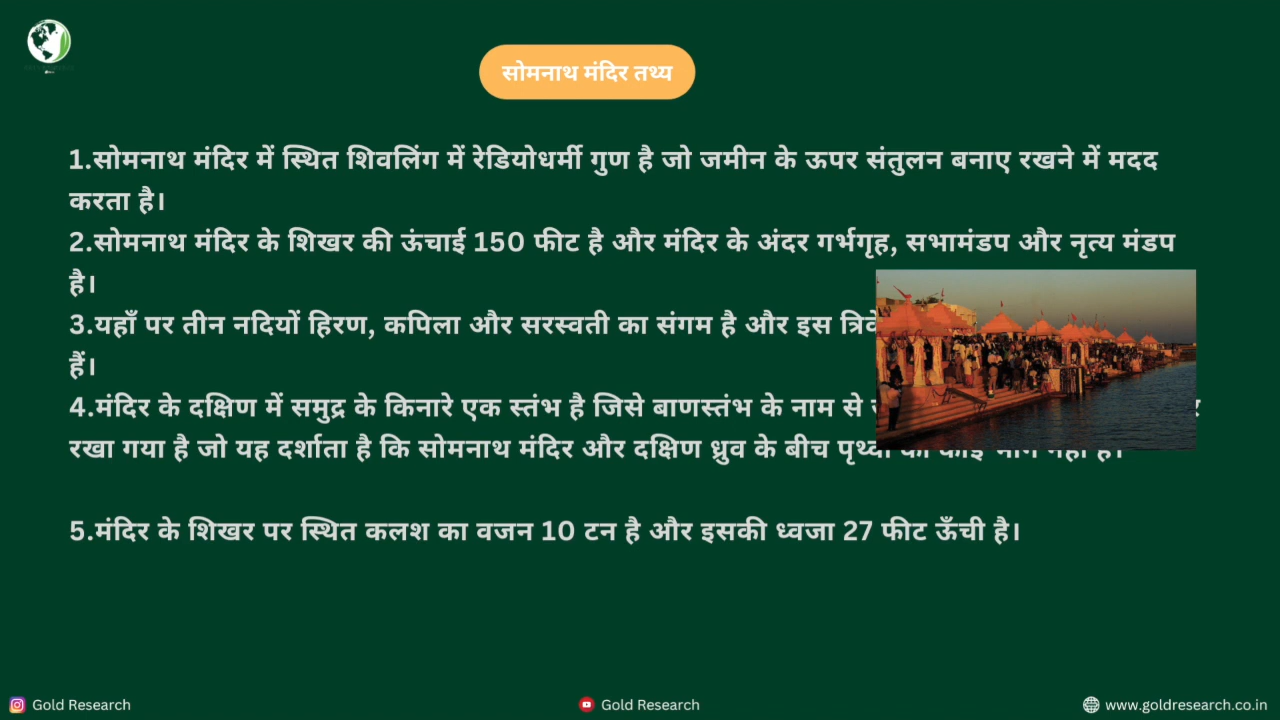 सोमनाथ मंदिर तथ्य
1.सोमनाथ मंदिर में स्थित शिवलिंग में रेडियोधर्मी गुण है जो जमीन के ऊपर संतुलन बनाए रखने में मदद
करता है।
2.सोमनाथ मंदिर के शिखर की ऊंचाई 150 फीट है और मंदिर के अंदर गर्भगृह, सभामंडप और नृत्य मंडप
है।
3.यहाँ पर तीन नदियों हिरण, कपिला और सरस्वती का संगम है और इस
हैं।
4.मंदिर के दक्षिण में समुद्र के किनारे एक स्तंभ है जिसे बाणस्तंभ के नाम से
रखा गया है जो यह दर्शाता है कि सोमनाथ मंदिर और दक्षिण ध्रुव के बीच
5.मंदिर के शिखर पर स्थित कलश का वजन 10 टन है और इसकी ध्वजा 27 फीट ऊँची है।
Gold Research
Gold Research
www.goldresearch.co.in